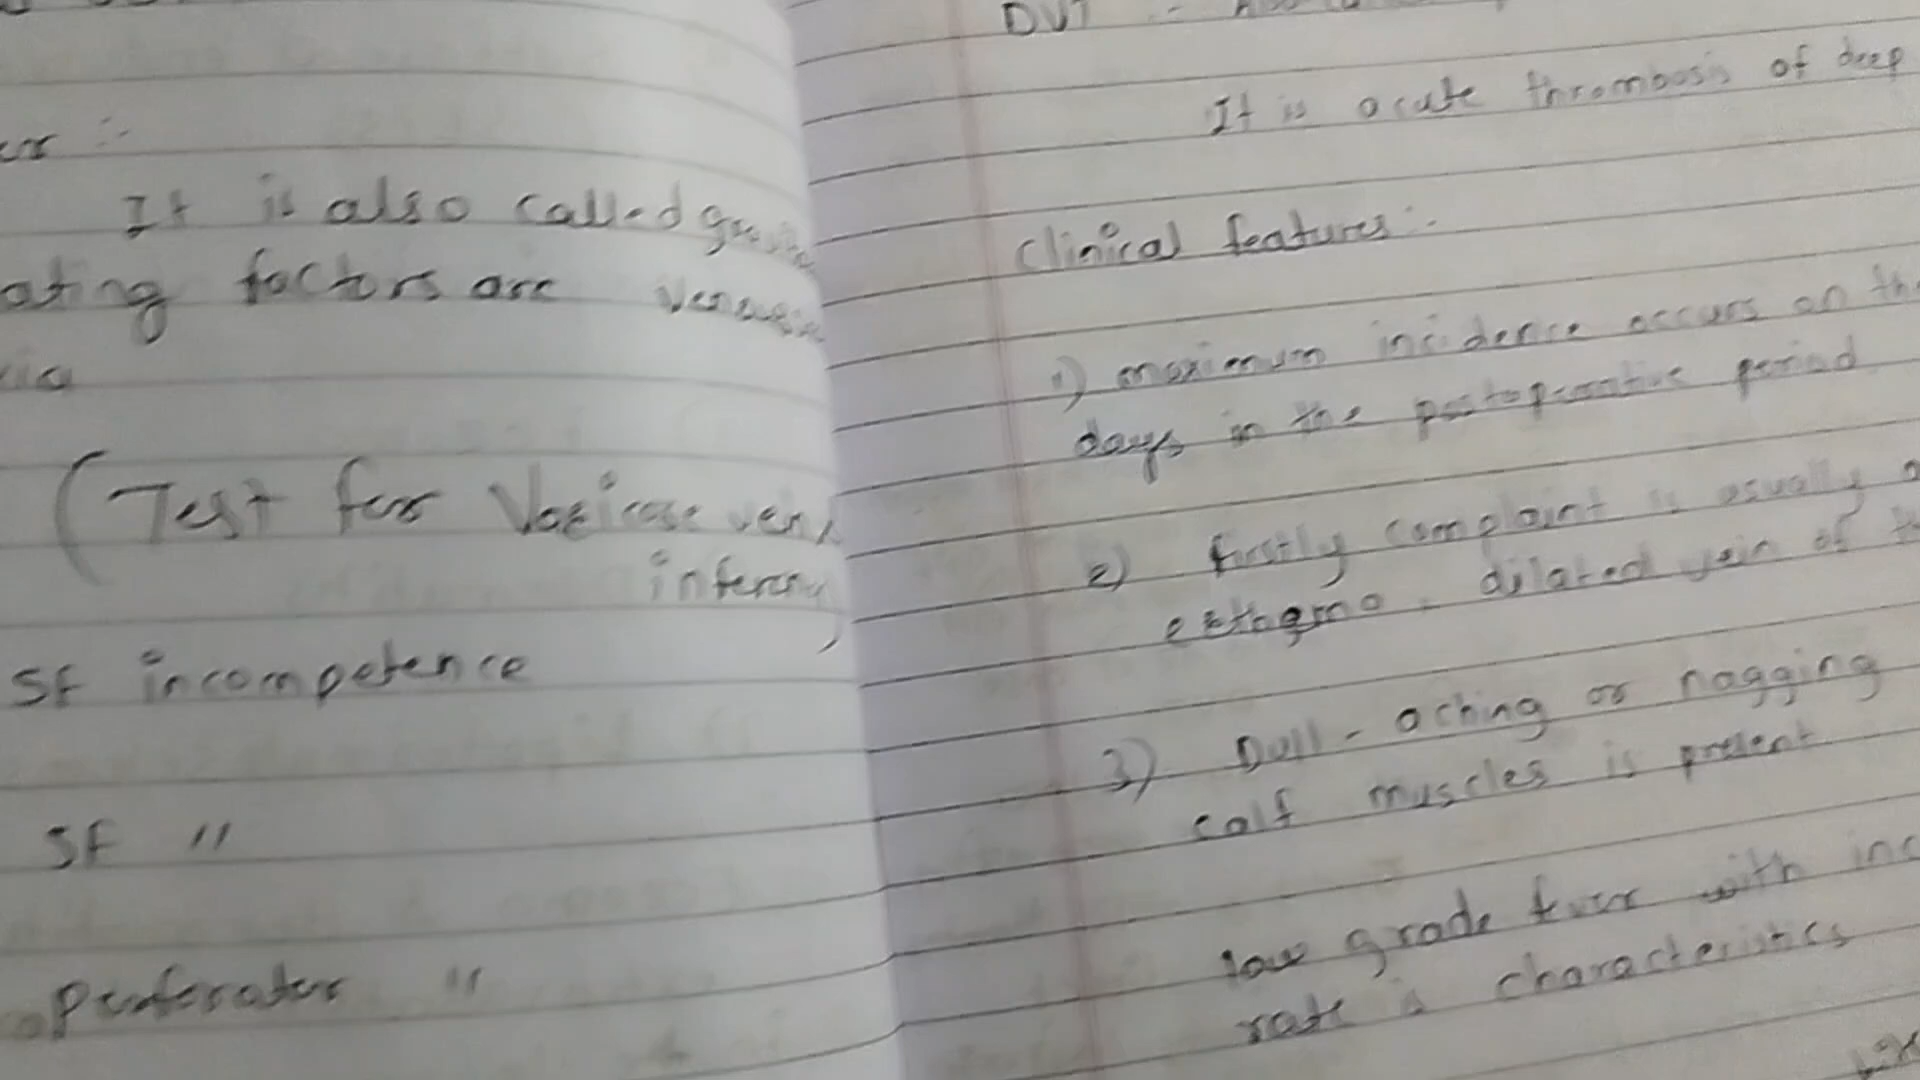 It is also called
ating factors are
(Test for Varicose vein
SF incompetence
SF "
Perforator "
DVT :-
It is acute thrombosis of deep
Clinical features :-
1) maximum incidence occurs on the
days in the postoperative period
2) firstly complaint is usually
dilated vein of
3) Dull - aching or nagging
calf muscles is present
low grade fever with inc
rate is characteristics